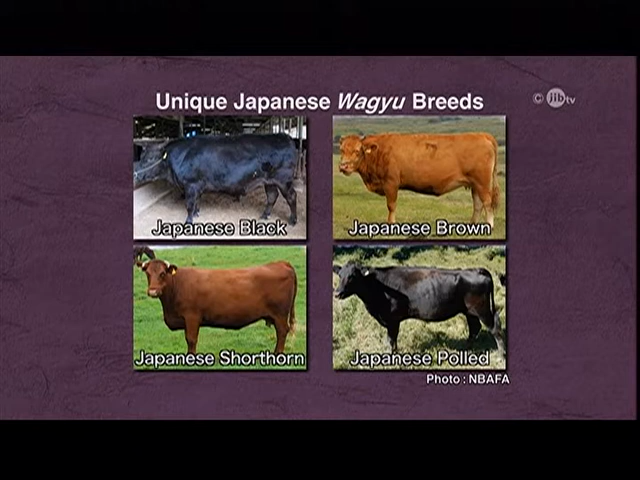 Unique Japanese Wagyu Breeds
© jibtv
Japanese Black
Japanese Brown
Japanese Shorthorn
Japanese Polled
Photo : NBAFA